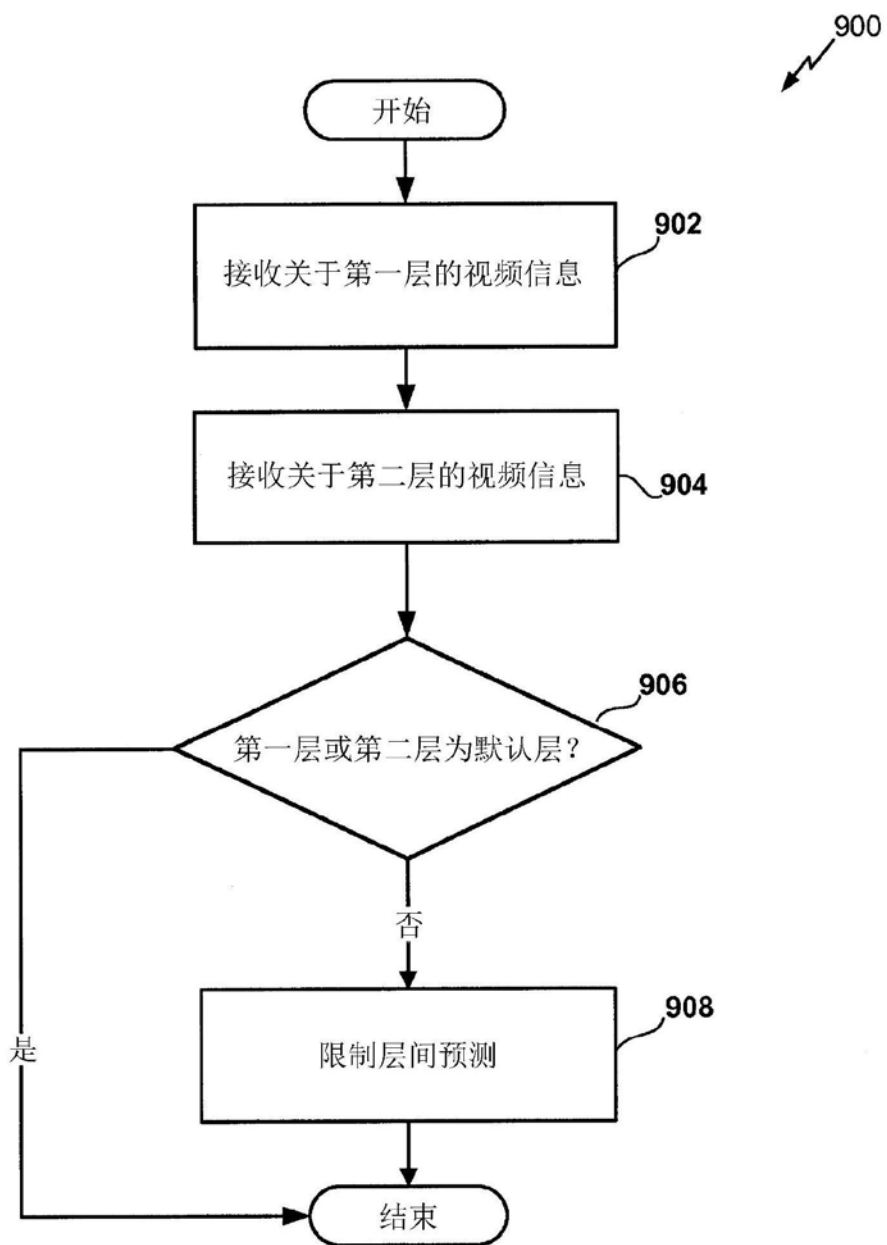 900
开始
接收关于第一层的视频信息
902
接收关于第二层的视频信息
904
906
第一层或第二层为默认层？
否
是
限制层间预测
908
结束